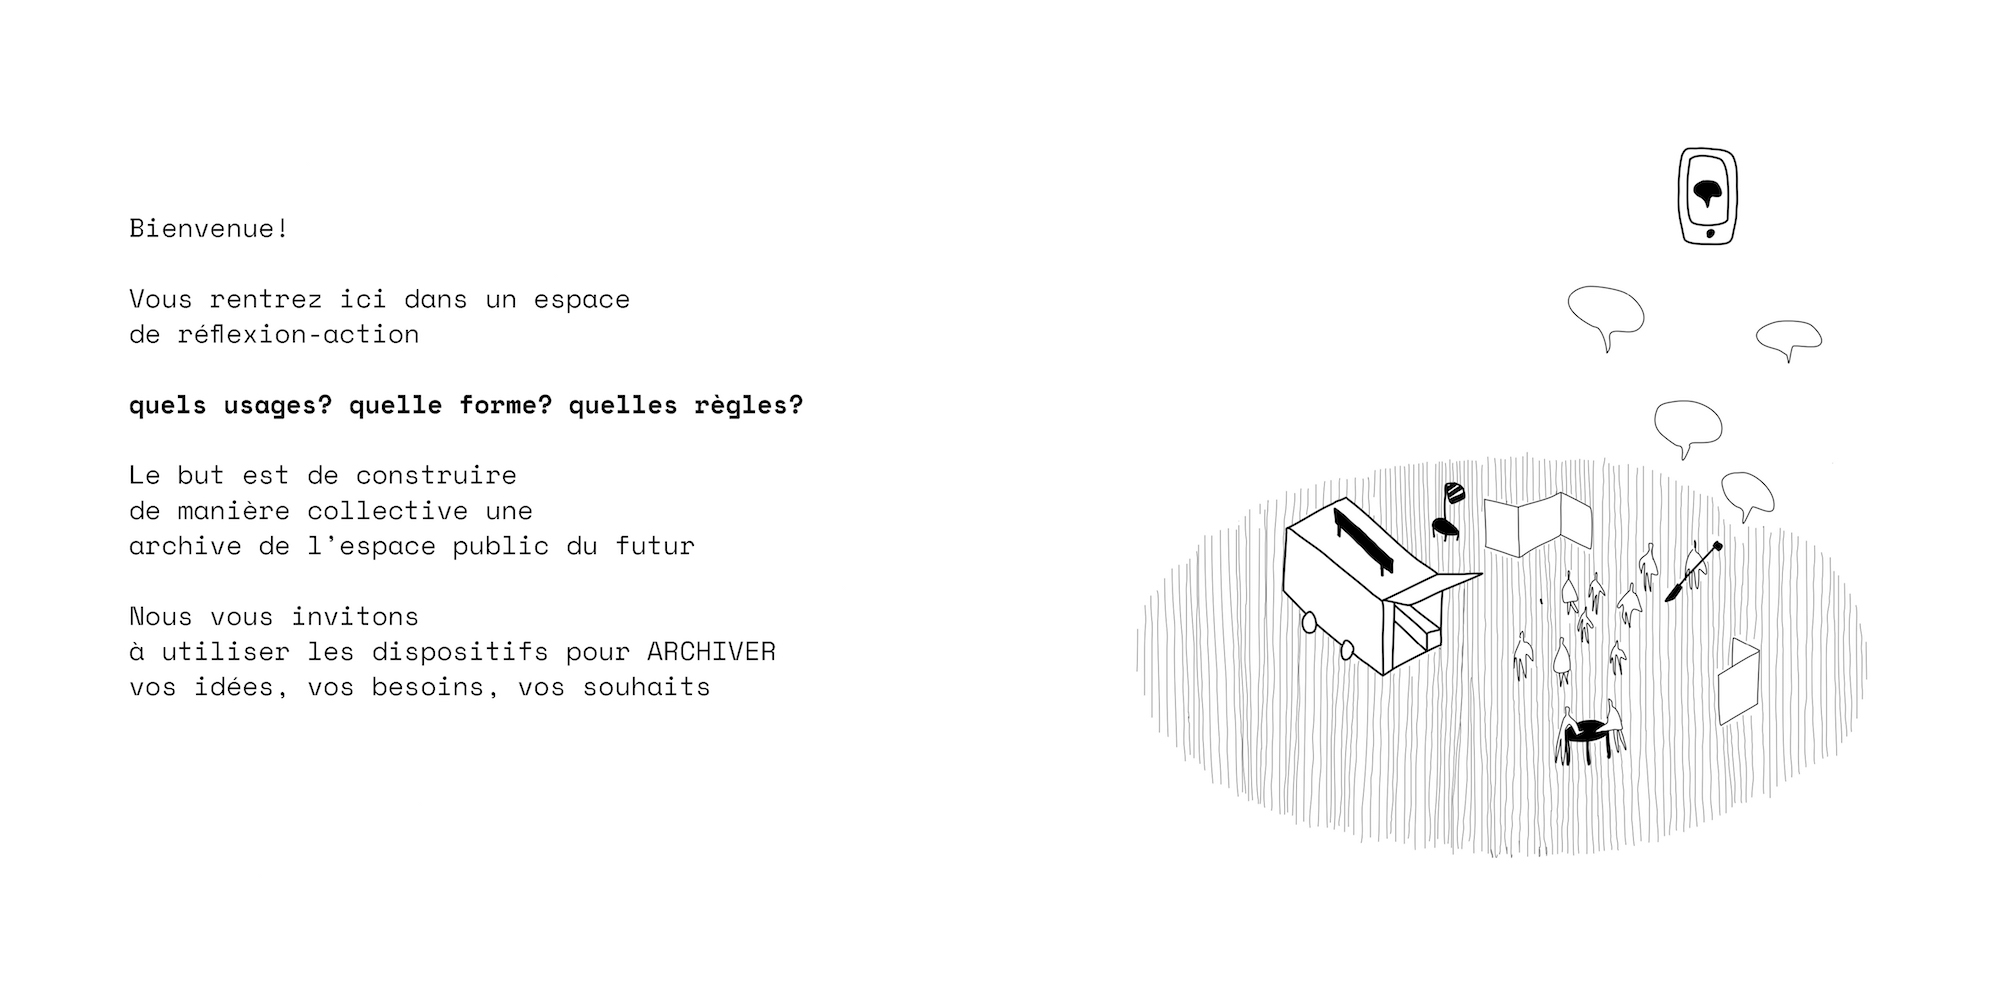 Bienvenue!
Vous rentrez ici dans un espace
de réflexion-action
quels usages? quelle forme? quelles règles?
Le but est de construire
de manière collective une
archive de l’espace public du futur
Nous vous invitons
à utiliser les dispositifs pour ARCHIVER
vos idées, vos besoins, vos souhaits